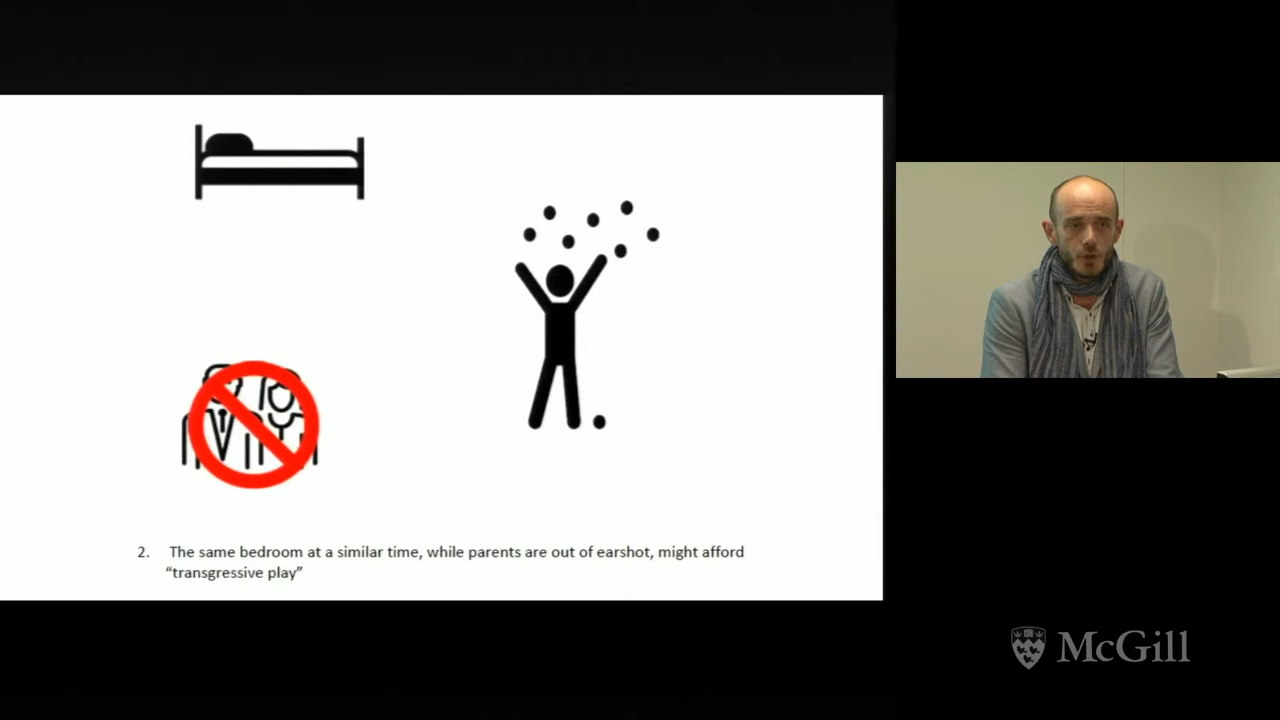 2. The same bedroom at a similar time, while parents are out of earshot, might afford
“transgressive play”
McGill